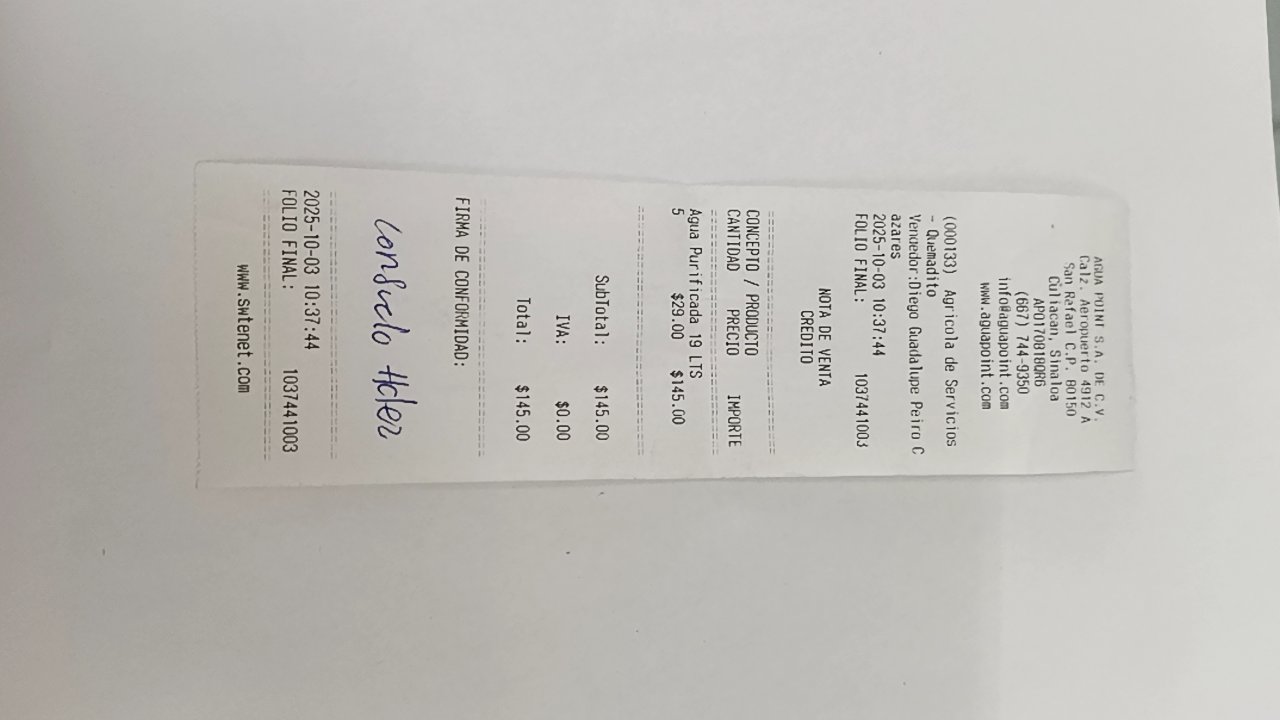 AGUA POINT S.A. DE C.V.
Calz. Aeropuerto 4912 A
San Rafael C.P. 80150
Culiacan, Sinaloa
APO170818QR6
(667) 744-9350
info@aguapoint.com
www.aguapoint.com
(000133) Agricola de Servicios
- Quemadito
Vendedor:Diego Guadalupe Peiro C
azares
2025-10-03 10:37:44
FOLIO FINAL: 1037441003
NOTA DE VENTA
CREDITO
CONCEPTO / PRODUCTO
CANTIDAD PRECIO IMPORTE
Agua Purificada 19 LTS
5 $29.00 $145.00
SubTotal: $145.00
IVA: $0.00
Total: $145.00
FIRMA DE CONFORMIDAD:
Consuelo
2025-10-03 10:37:44
FOLIO FINAL: 1037441003
www.swtenet.com